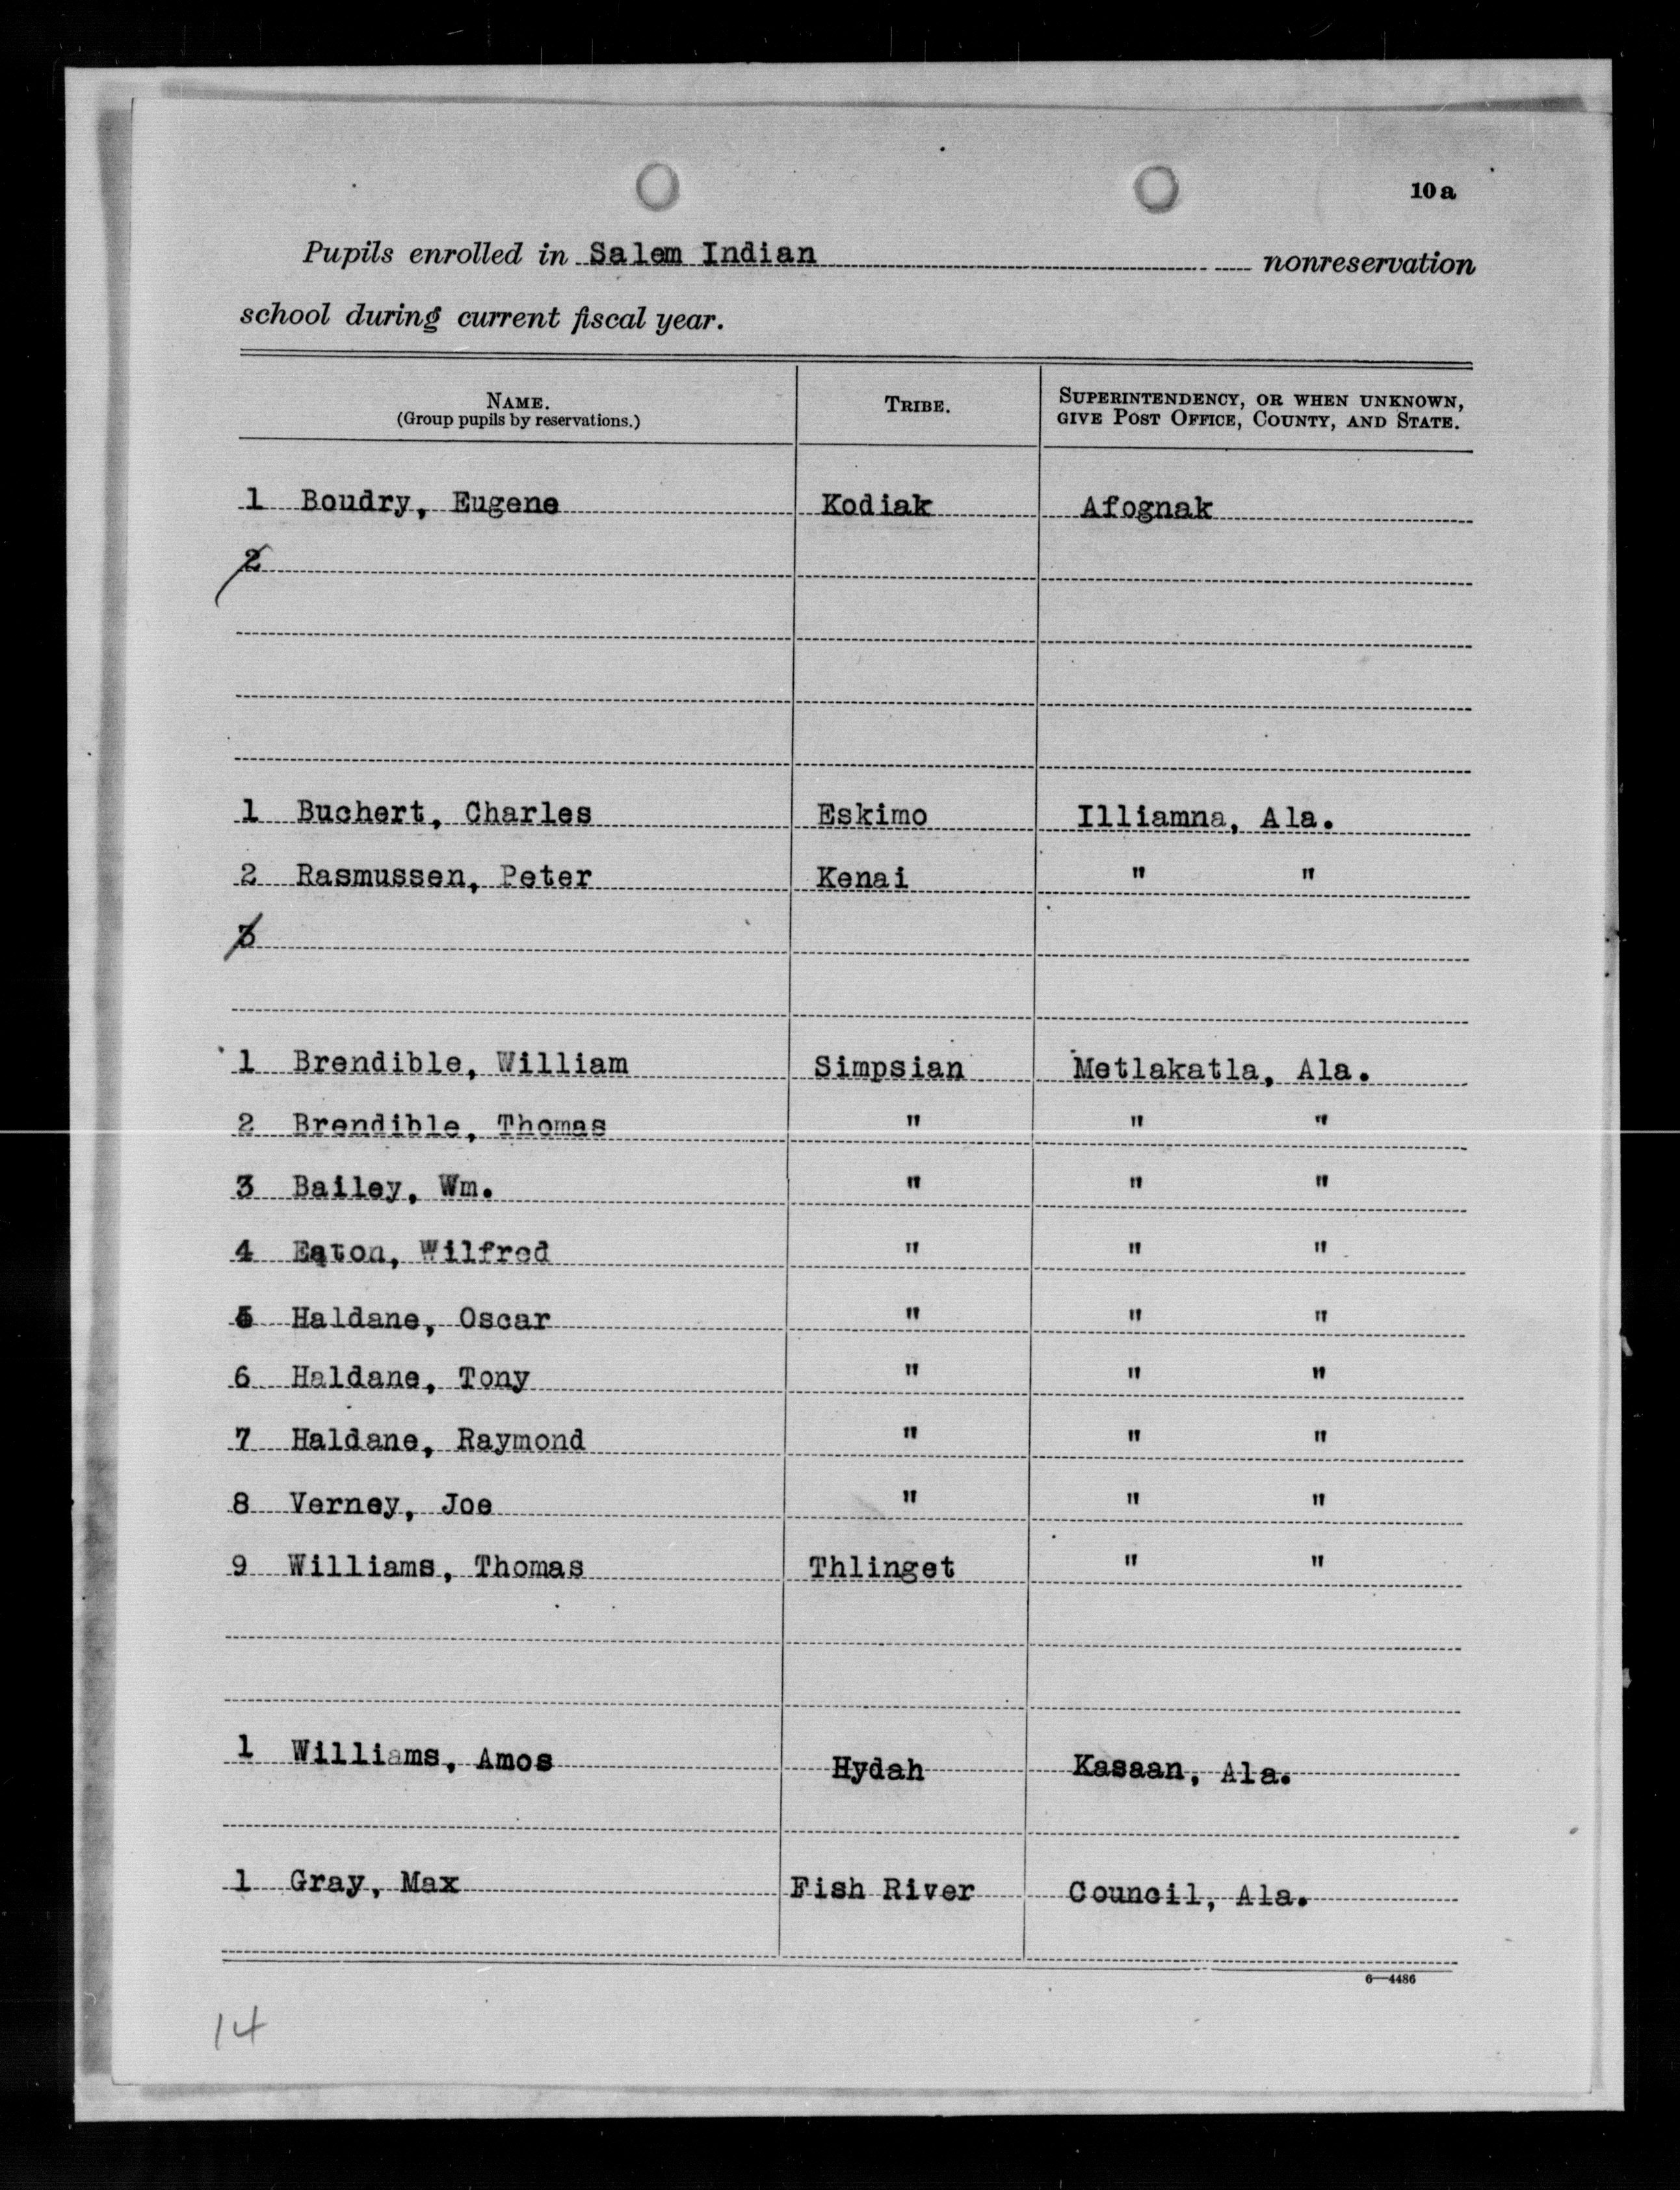 10 a
Pupils enrolled in Salem Indian nonreservation
school during current fiscal year.
NAME. TRIBE. SUPERINTENDENCY, OR WHEN UNKNOWN,
(Group pupils by reservations.) GIVE POST OFFICE, COUNTY, AND STATE.
1 Boudry, Eugene Kodiak Afognak
2
1 Buchert, Charles Eskimo Illiamna, Ala.
2 Rasmussen, Peter Kenai " "
3
1 Brendible, William Simpsian Metlakatla, Ala.
2 Brendible, Thomas " " "
3 Bailey, Wm. " " "
4 Eaton, Wilfred " " "
5 Haldane, Oscar " " "
6 Haldane, Tony " " "
7 Haldane, Raymond " " "
8 Verney, Joe " " "
9 Williams, Thomas Thlinget " "
1 Williams, Amos Hydah Kasaan, Ala.
1 Gray, Max Fish River Council, Ala.
6—4486
14